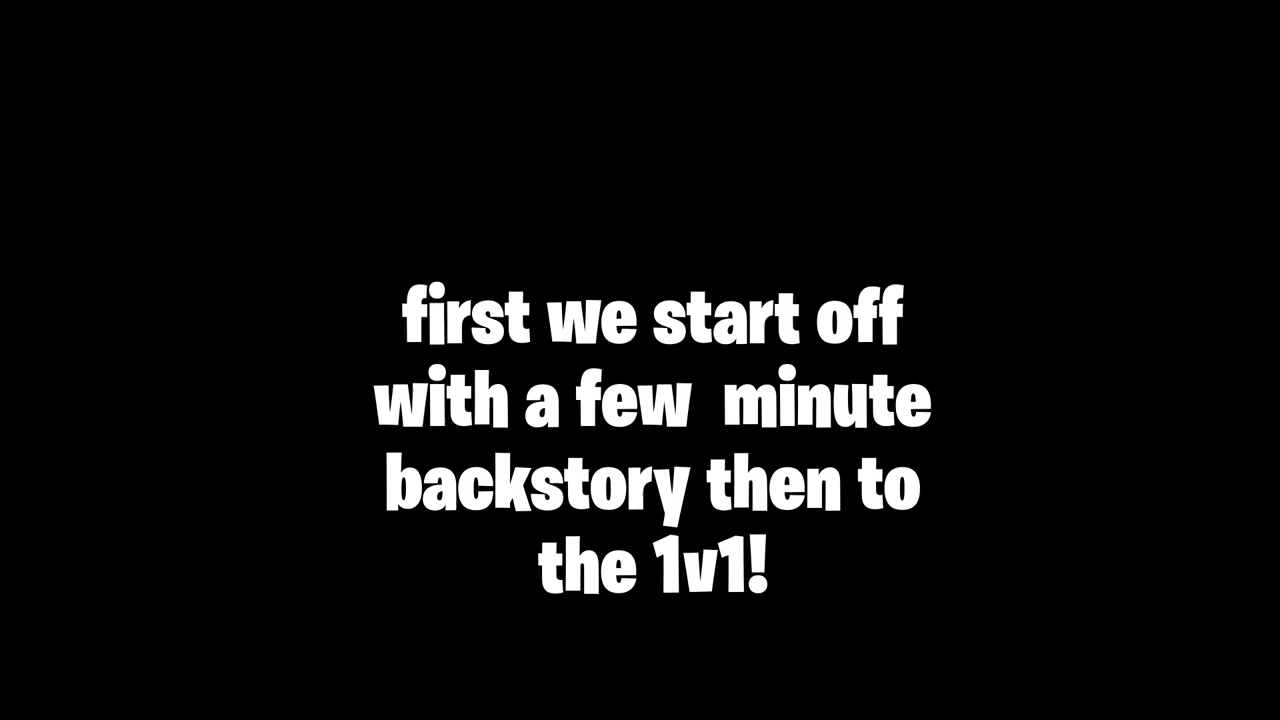 first we start off
with a few  minute
backstory then to
the 1v1!